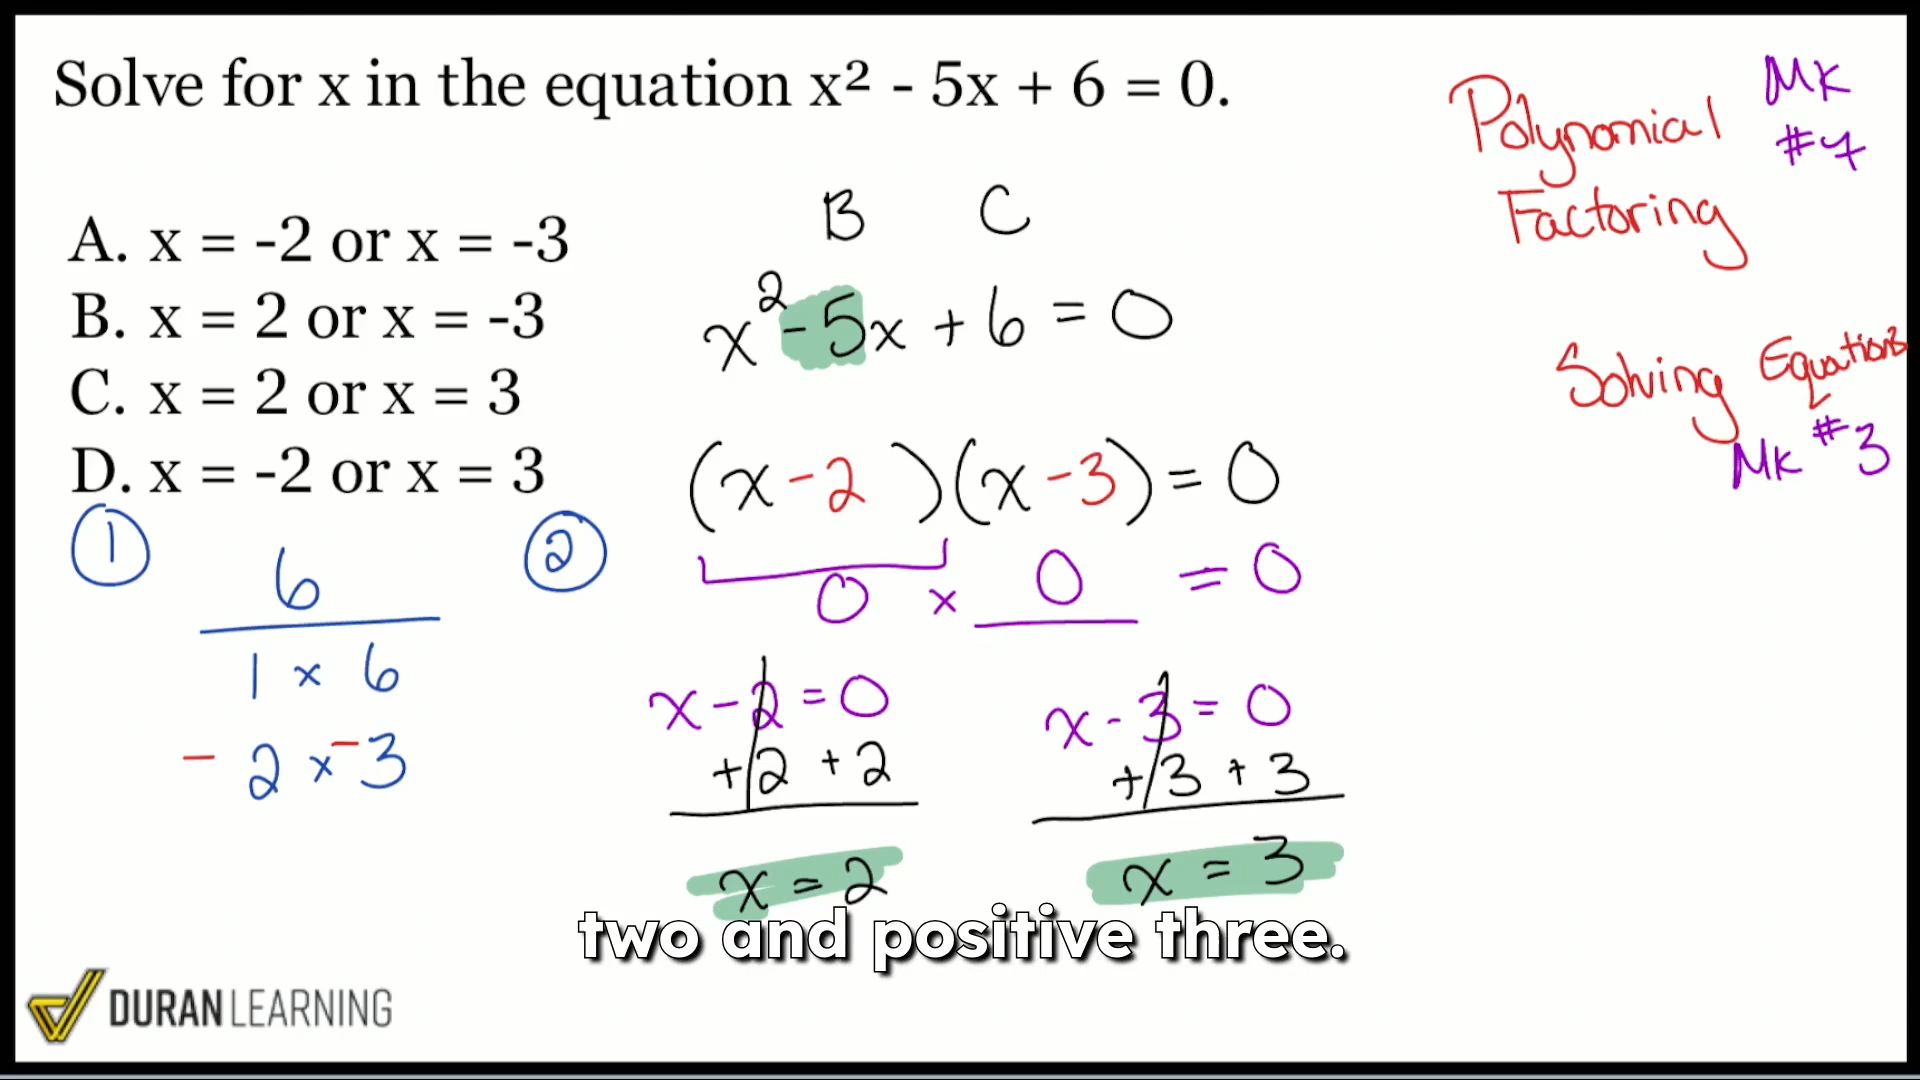 Solve for x in the equation x² - 5x + 6 = 0.
A. x = -2 or x = -3
B. x = 2 or x = -3
C. x = 2 or x = 3
D. x = -2 or x = 3
Polynomial
Factoring
MK
#7
Solving Equations
MK #3
B C
x² - 5x + 6 = 0
(x - 2 )(x - 3) = 0
0 × 0 = 0
1
2
6
1 × 6
- 2 × - 3
x - 2 = 0
+ 2 + 2
x = 2
x - 3 = 0
+ 3 + 3
x = 3
two and positive three.
DURAN LEARNING